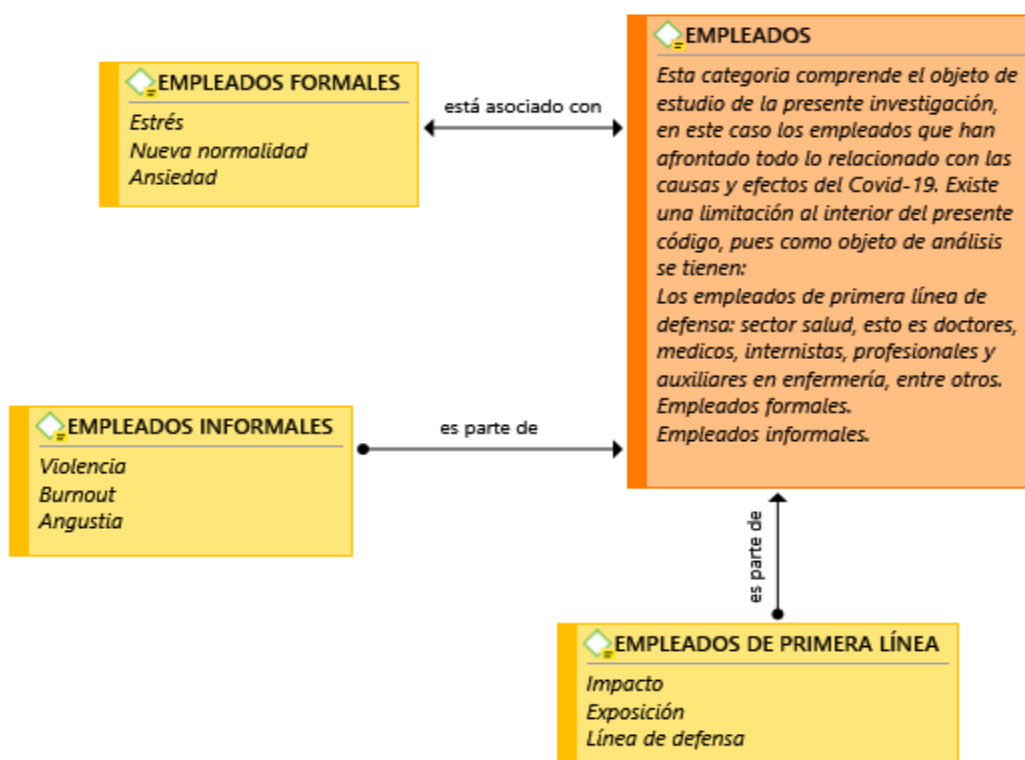 EMPLEADOS FORMALES
Estrés
Nueva normalidad
Ansiedad
está asociado con
EMPLEADOS
Esta categoria comprende el objeto de
estudio de la presente investigación,
en este caso los empleados que han
afrontado todo lo relacionado con las
causas y efectos del Covid-19. Existe
una limitación al interior del presente
código, pues como objeto de análisis
se tienen:
Los empleados de primera línea de
defensa: sector salud, esto es doctores,
medicos, internistas, profesionales y
auxiliares en enfermería, entre otros.
Empleados formales.
Empleados informales.
EMPLEADOS INFORMALES
Violencia
Burnout
Angustia
es parte de
es parte de
EMPLEADOS DE PRIMERA LÍNEA
Impacto
Exposición
Línea de defensa